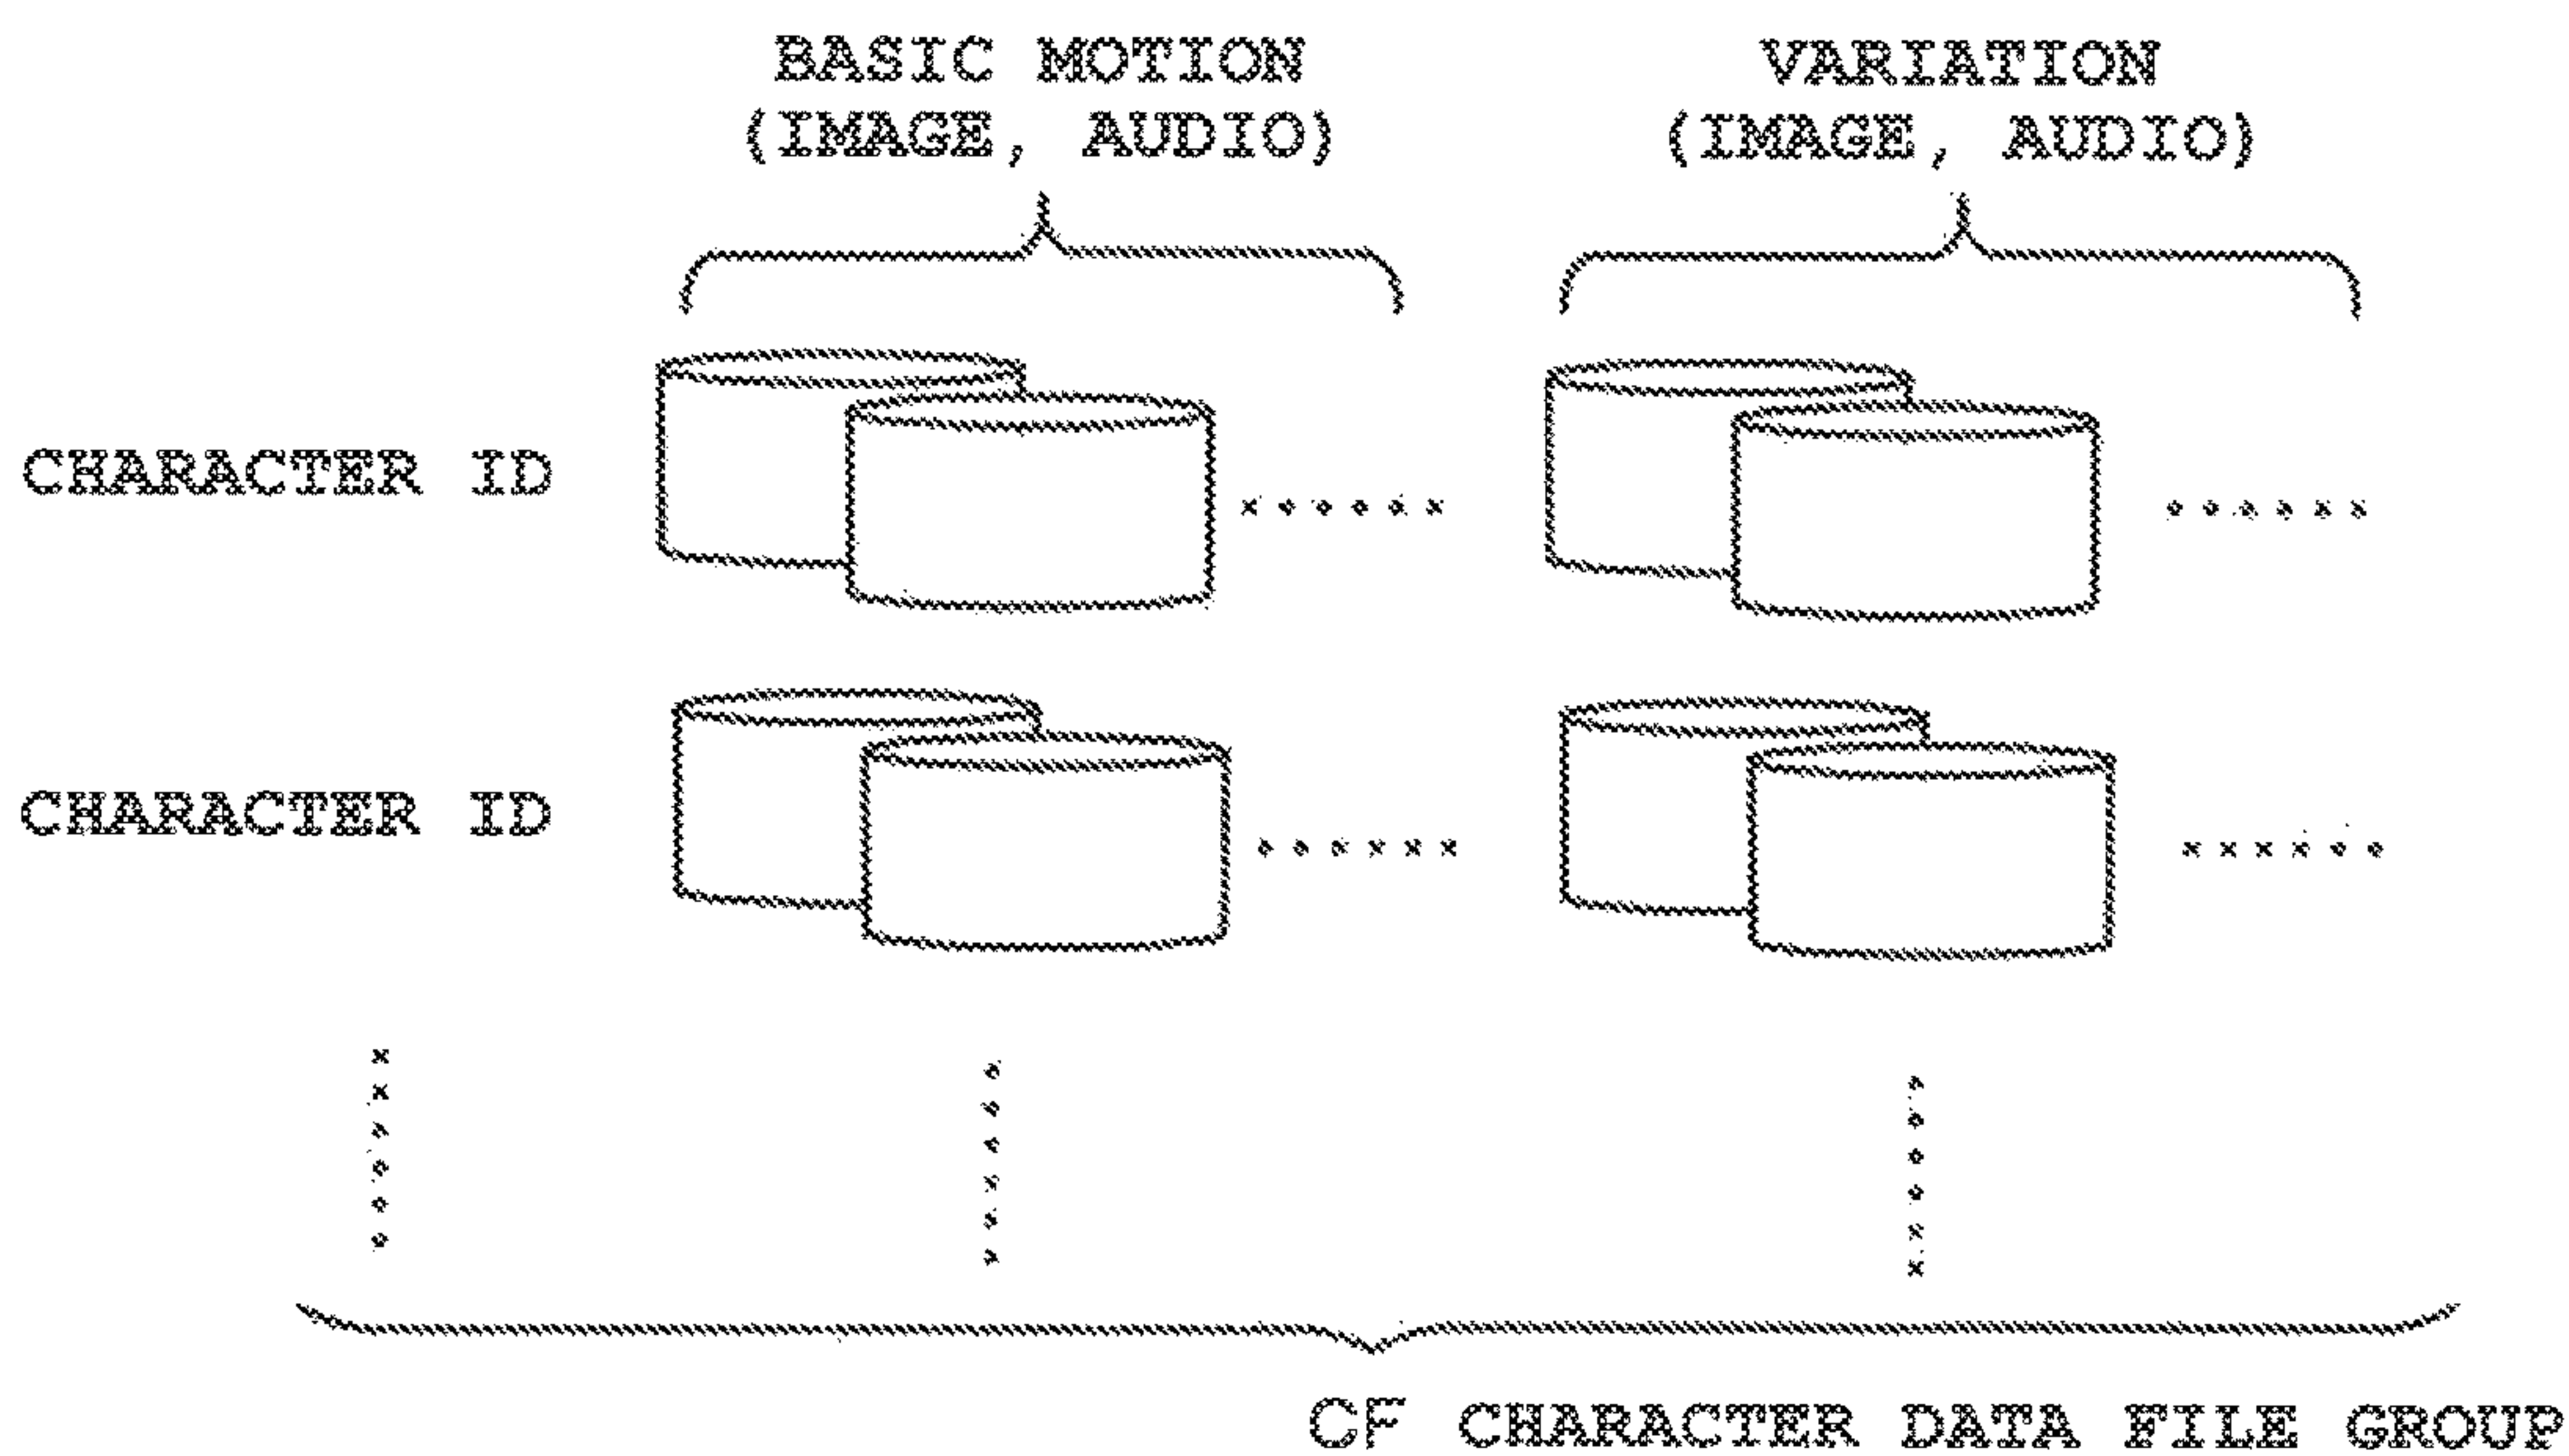 BASIC MOTION
(IMAGE, AUDIO)
VARIATION
(IMAGE, AUDIO)
CHARACTER ID
CHARACTER ID
CF CHARACTER DATA FILE GROUP